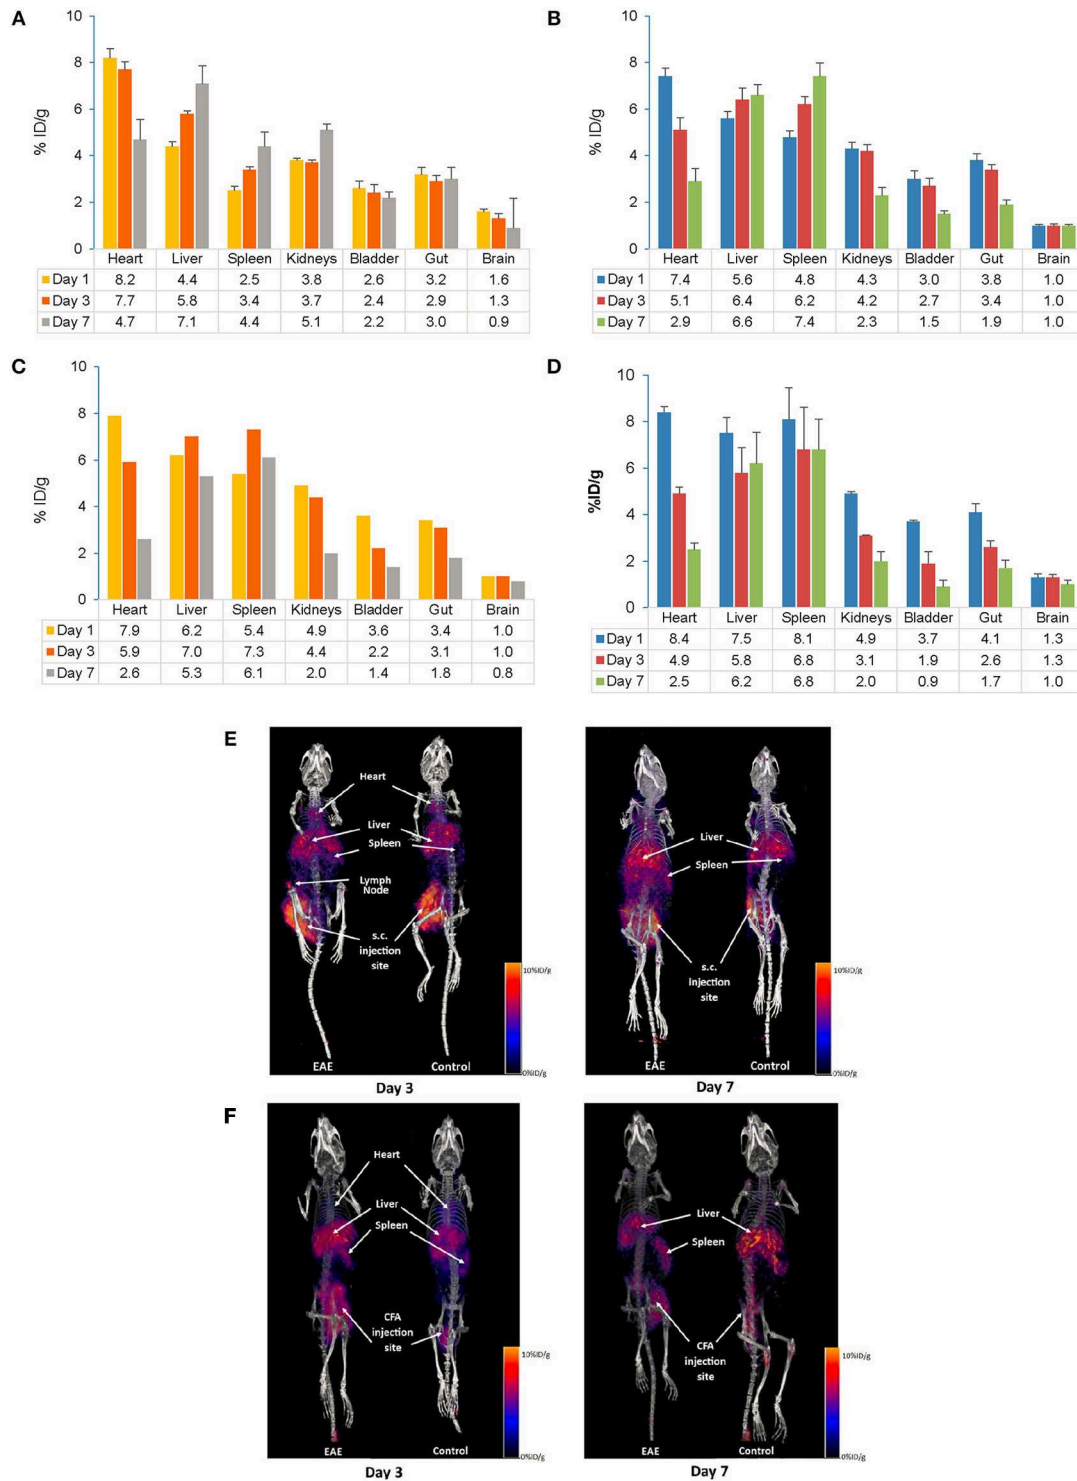 A
10
8
6
4
2
0
% ID/g
Heart Liver Spleen Kidneys Bladder Gut Brain
Day 1 8.2 4.4 2.5 3.8 2.6 3.2 1.6
Day 3 7.7 5.8 3.4 3.7 2.4 2.9 1.3
Day 7 4.7 7.1 4.4 5.1 2.2 3.0 0.9
B
10
8
6
4
2
0
% ID/g
Heart Liver Spleen Kidneys Bladder Gut Brain
Day 1 7.4 5.6 4.8 4.3 3.0 3.8 1.0
Day 3 5.1 6.4 6.2 4.2 2.7 3.4 1.0
Day 7 2.9 6.6 7.4 2.3 1.5 1.9 1.0
C
10
8
6
4
2
0
% ID/g
Heart Liver Spleen Kidneys Bladder Gut Brain
Day 1 7.9 6.2 5.4 4.9 3.6 3.4 1.0
Day 3 5.9 7.0 7.3 4.4 2.2 3.1 1.0
Day 7 2.6 5.3 6.1 2.0 1.4 1.8 0.8
D
10
8
6
4
2
0
%ID/g
Heart Liver Spleen Kidneys Bladder Gut Brain
Day 1 8.4 7.5 8.1 4.9 3.7 4.1 1.3
Day 3 4.9 5.8 6.8 3.1 1.9 2.6 1.3
Day 7 2.5 6.2 6.8 2.0 0.9 1.7 1.0
E
Heart
Liver
Spleen
Lymph
Node
s.c.
injection
site
10%ID/g
0%ID/g
EAE Control
Day 3
Liver
Spleen
s.c.
injection
site
10%ID/g
0%ID/g
EAE Control
Day 7
F
Heart
Liver
Spleen
CFA
injection
site
10%ID/g
0%ID/g
EAE Control
Day 3
Liver
Spleen
CFA
injection
site
10%ID/g
0%ID/g
EAE Control
Day 7